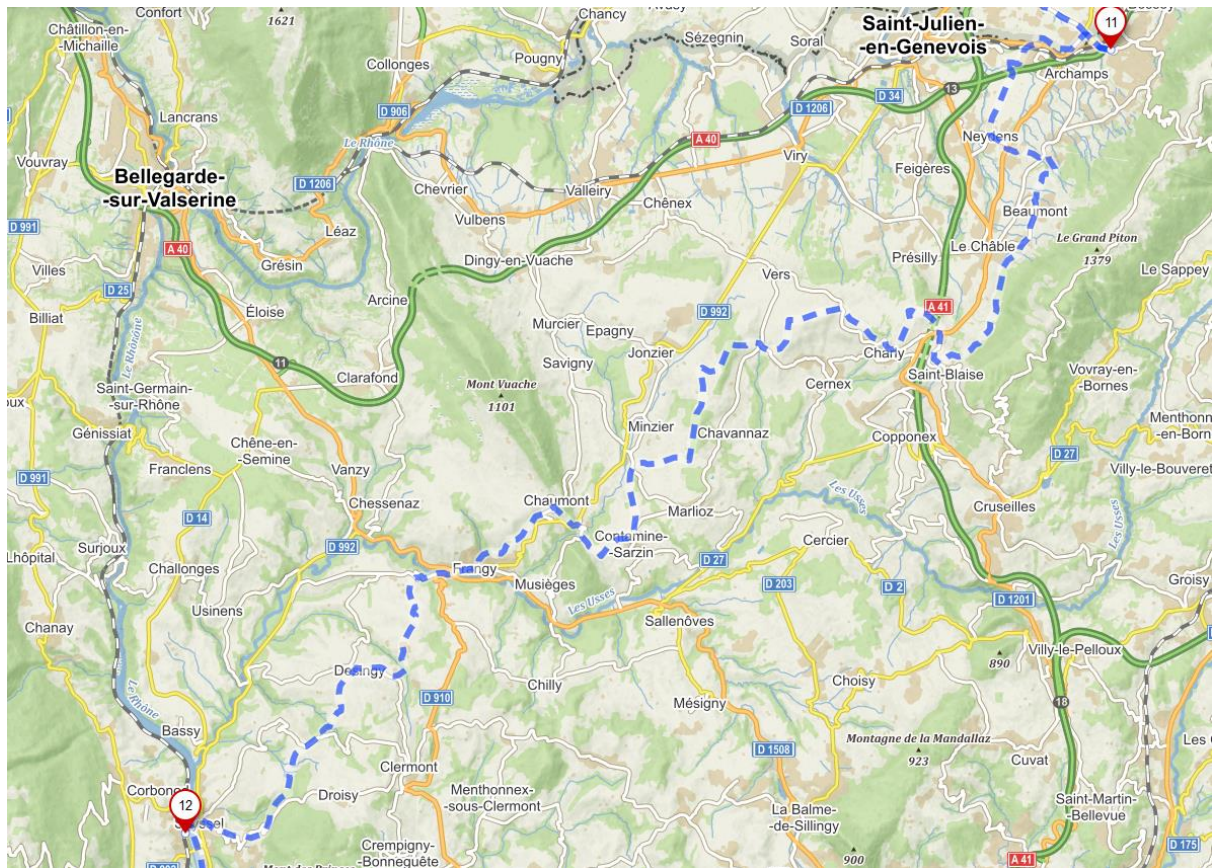 Confort
1621
Chancy
Avusy
Saint-Julien-
-en-Genevois
11
Bossey
Châtillon-en-
-Michaille
Sézegnin
Soral
Pougny
Collonges
Archamps
13
D 34
D 1206
D 906
Lancrans
Le Rhône
A 40
Neydens
Vouvray
Viry
Feigères
Bellegarde-
-sur-Valserine
D 1206
Chevrier
Valleiry
Vulbens
Chênex
Beaumont
D 991
Léaz
Le Grand Piton
1379
Le Châble
A 40
Grésin
Dingy-en-Vuache
Présilly
Villes
Vers
Le Sappey
D 25
Arcine
A 41
Billiat
Éloise
D 992
Murcier
Epagny
Le Rhône
Jonzier
Charly
11
Savigny
Clarafond
Saint-Blaise
Vovray-en-
-Bornes
Mont Vuache
1101
Cernex
Saint-Germain-
-sur-Rhône
Menthonn
-en-Born
Génissiat
Minzier
Chavannaz
Copponex
Chêne-en-
-Semine
D 27
Franclens
Vanzy
Villy-le-Bouveret
D 991
Chessenaz
Chaumont
Les Usses
Cruseilles
Les Usses
D 14
Marlioz
Contamine-
-Sarzin
Surjoux
D 992
Cercier
Lhôpital
D 27
Challonges
Frangy
Musièges
D 203
D 2
Groisy
Les Usses
D 1201
Usinens
Sallenôves
Chanay
890
Villy-le-Pelloux
Desingy
Chilly
Choisy
D 910
Le Rhône
Mésigny
18
Bassy
Montagne de la Mandallaz
923
D 1508
Cuvat
Clermont
Corbonod
Droisy
Menthonnex
-sous-Clermont
12
Seyssel
La Balme-
-de-Sillingy
Saint-Martin-
-Bellevue
Crempigny-
-Bonneguête
900
A 41
D 175